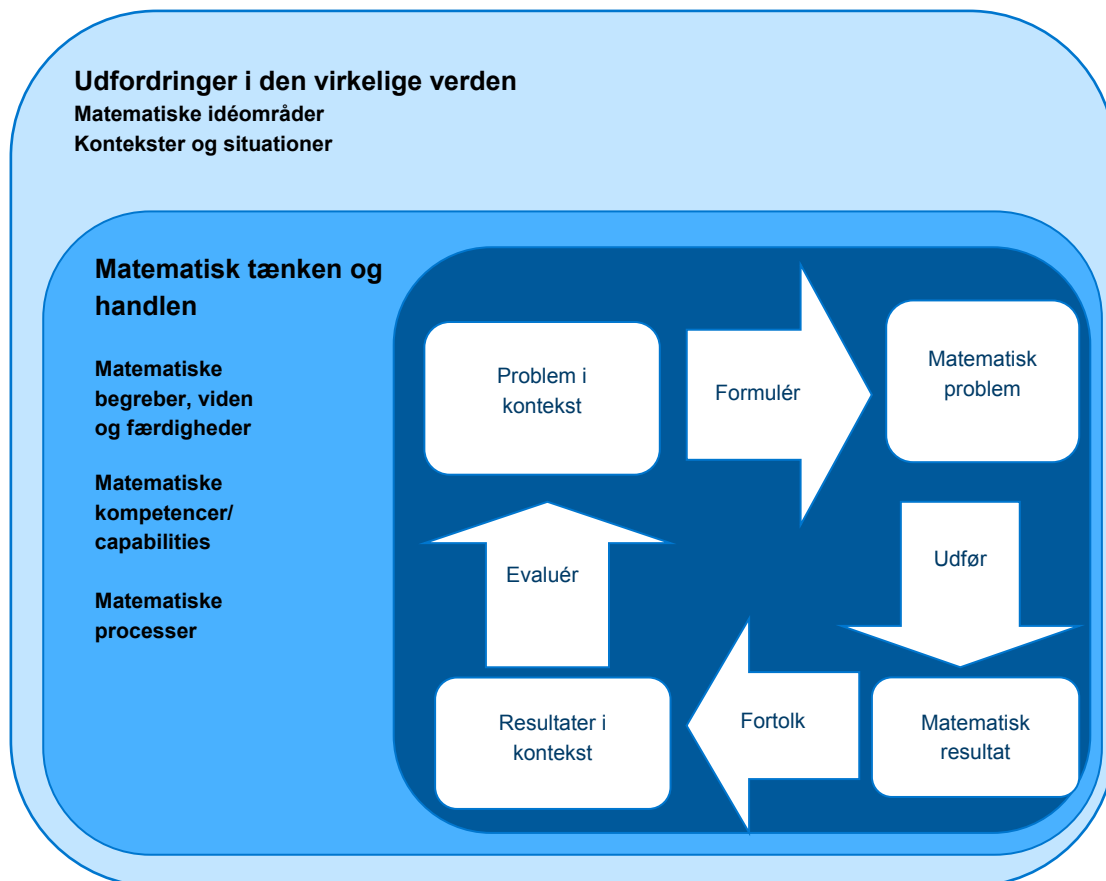 Udfordringer i den virkelige verden
Matematiske idéområder
Kontekster og situationer
Matematisk tænken og
handlen
Matematiske
begreber, viden
og færdigheder
Matematiske
kompetencer/
capabilities
Matematiske
processer
Problem i
kontekst
Formulér
Matematisk
problem
Udfør
Matematisk
resultat
Fortolk
Resultater i
kontekst
Evaluér